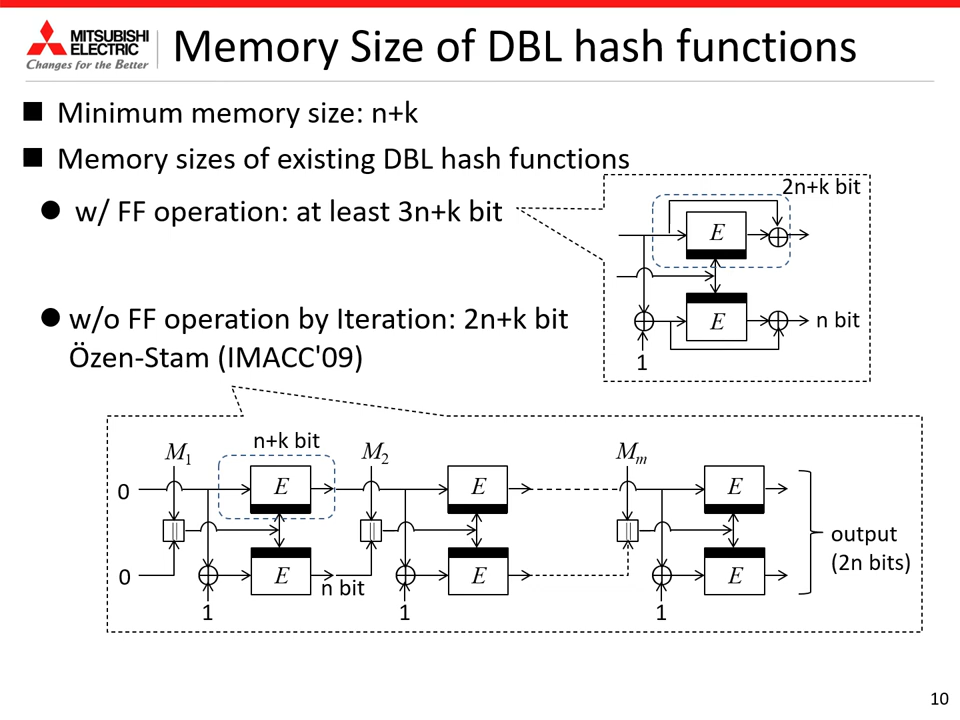 MITSUBISHI
ELECTRIC
Changes for the Better
Memory Size of DBL hash functions
Minimum memory size: n+k
Memory sizes of existing DBL hash functions
w/ FF operation: at least 3n+k bit
2n+k bit
E
E
n bit
1
w/o FF operation by Iteration: 2n+k bit
Özen-Stam (IMACC'09)
n+k bit
M1
M2
Mm
0
E
E
E
||
||
||
output
(2n bits)
0
E
n bit
E
E
1
1
1
10